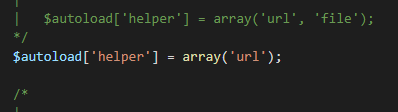 |
| $autoload['helper'] = array('url', 'file');
*/
$autoload['helper'] = array('url');
/*
|